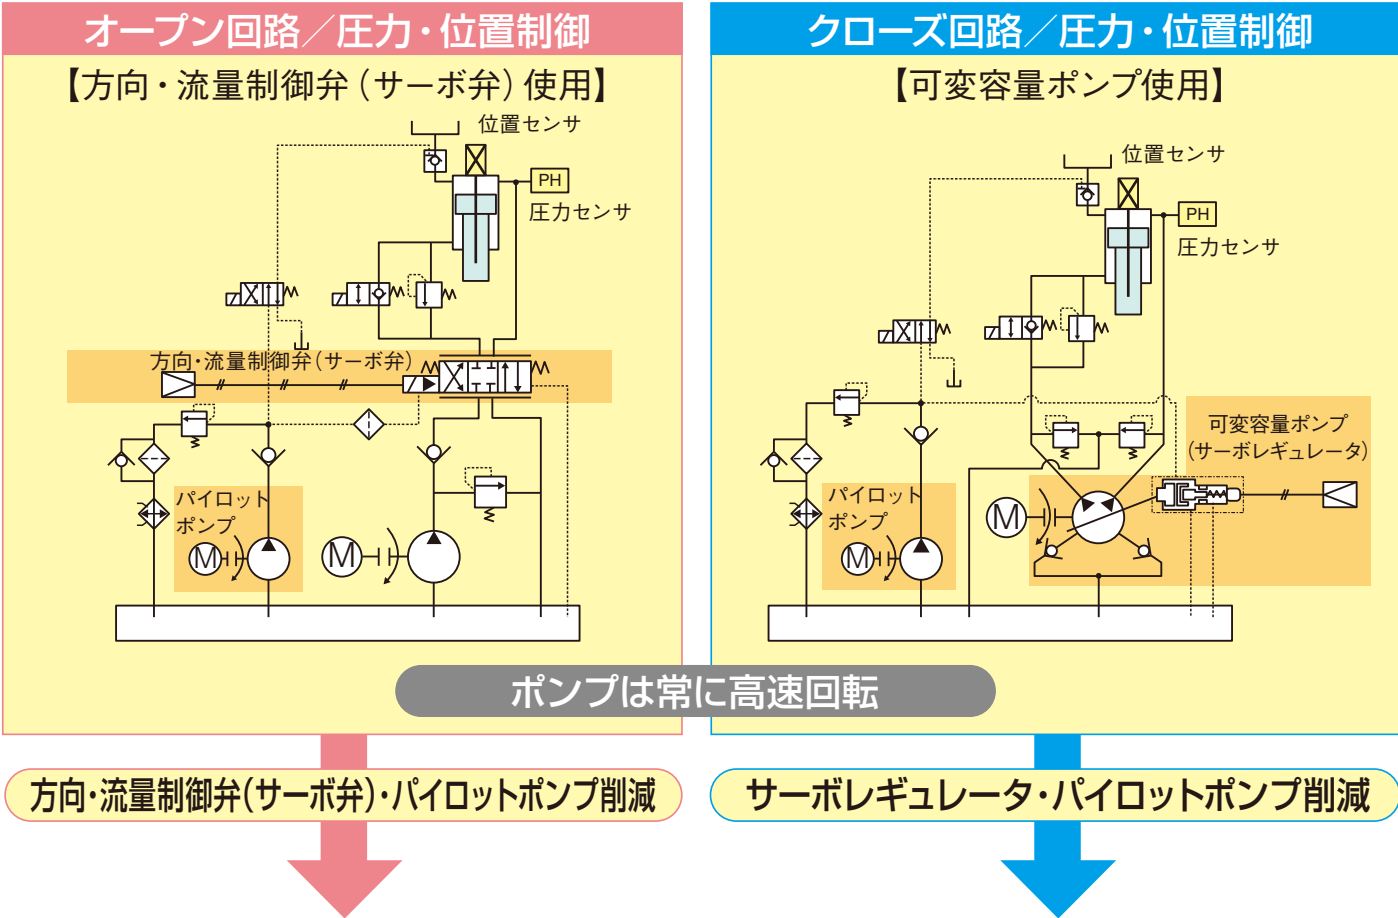 オープン回路／圧力・位置制御
【方向・流量制御弁（サーボ弁）使用】
位置センサ
PH
圧力センサ
方向・流量制御弁（サーボ弁）
パイロット
ポンプ
M
M
クローズ回路／圧力・位置制御
【可変容量ポンプ使用】
位置センサ
PH
圧力センサ
可変容量ポンプ
（サーボレギュレータ）
パイロット
ポンプ
M
M
ポンプは常に高速回転
方向・流量制御弁（サーボ弁）・パイロットポンプ削減
サーボレギュレータ・パイロットポンプ削減